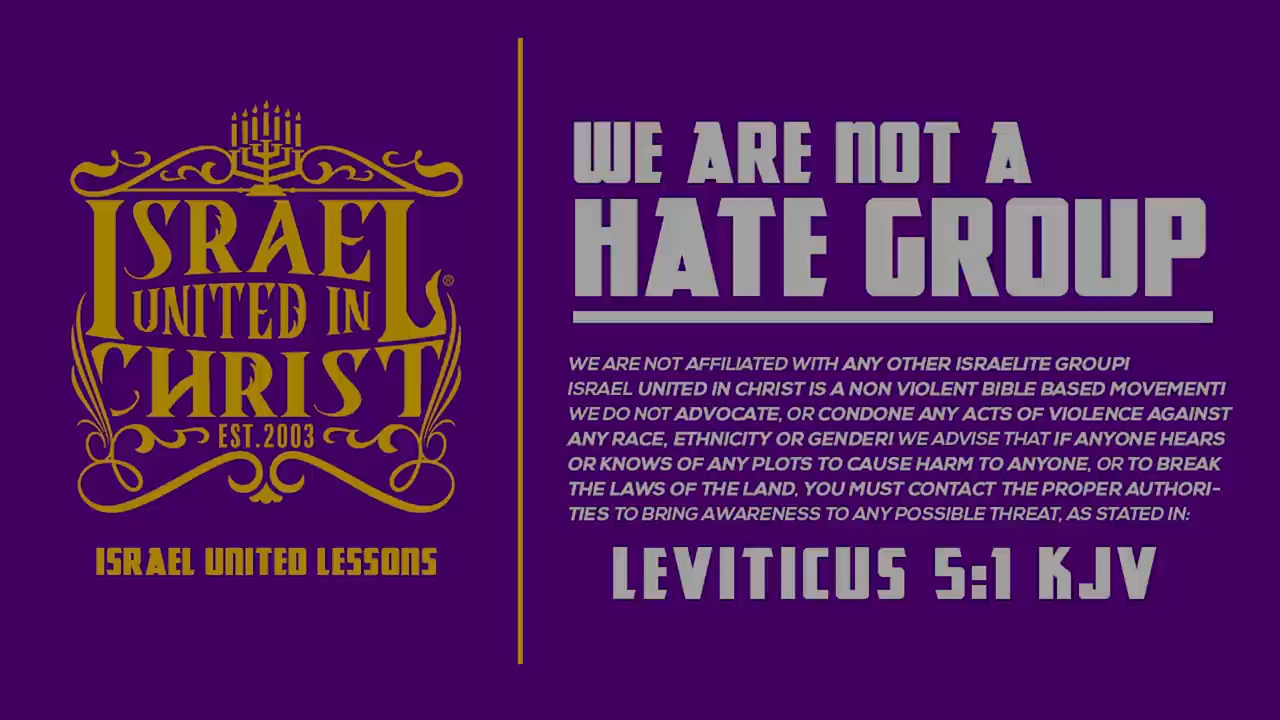 ISRAEL
UNITED IN
CHRIST
EST.2003
®
ISRAEL UNITED LESSONS
WE ARE NOT A
HATE GROUP
WE ARE NOT AFFILIATED WITH ANY OTHER ISRAELITE GROUP!
ISRAEL UNITED IN CHRIST IS A NON VIOLENT BIBLE BASED MOVEMENT!
WE DO NOT ADVOCATE, OR CONDONE ANY ACTS OF VIOLENCE AGAINST
ANY RACE, ETHNICITY OR GENDER! WE ADVISE THAT IF ANYONE HEARS
OR KNOWS OF ANY PLOTS TO CAUSE HARM TO ANYONE, OR TO BREAK
THE LAWS OF THE LAND, YOU MUST CONTACT THE PROPER AUTHORI-
TIES TO BRING AWARENESS TO ANY POSSIBLE THREAT, AS STATED IN:
LEVITICUS 5:1 KJV